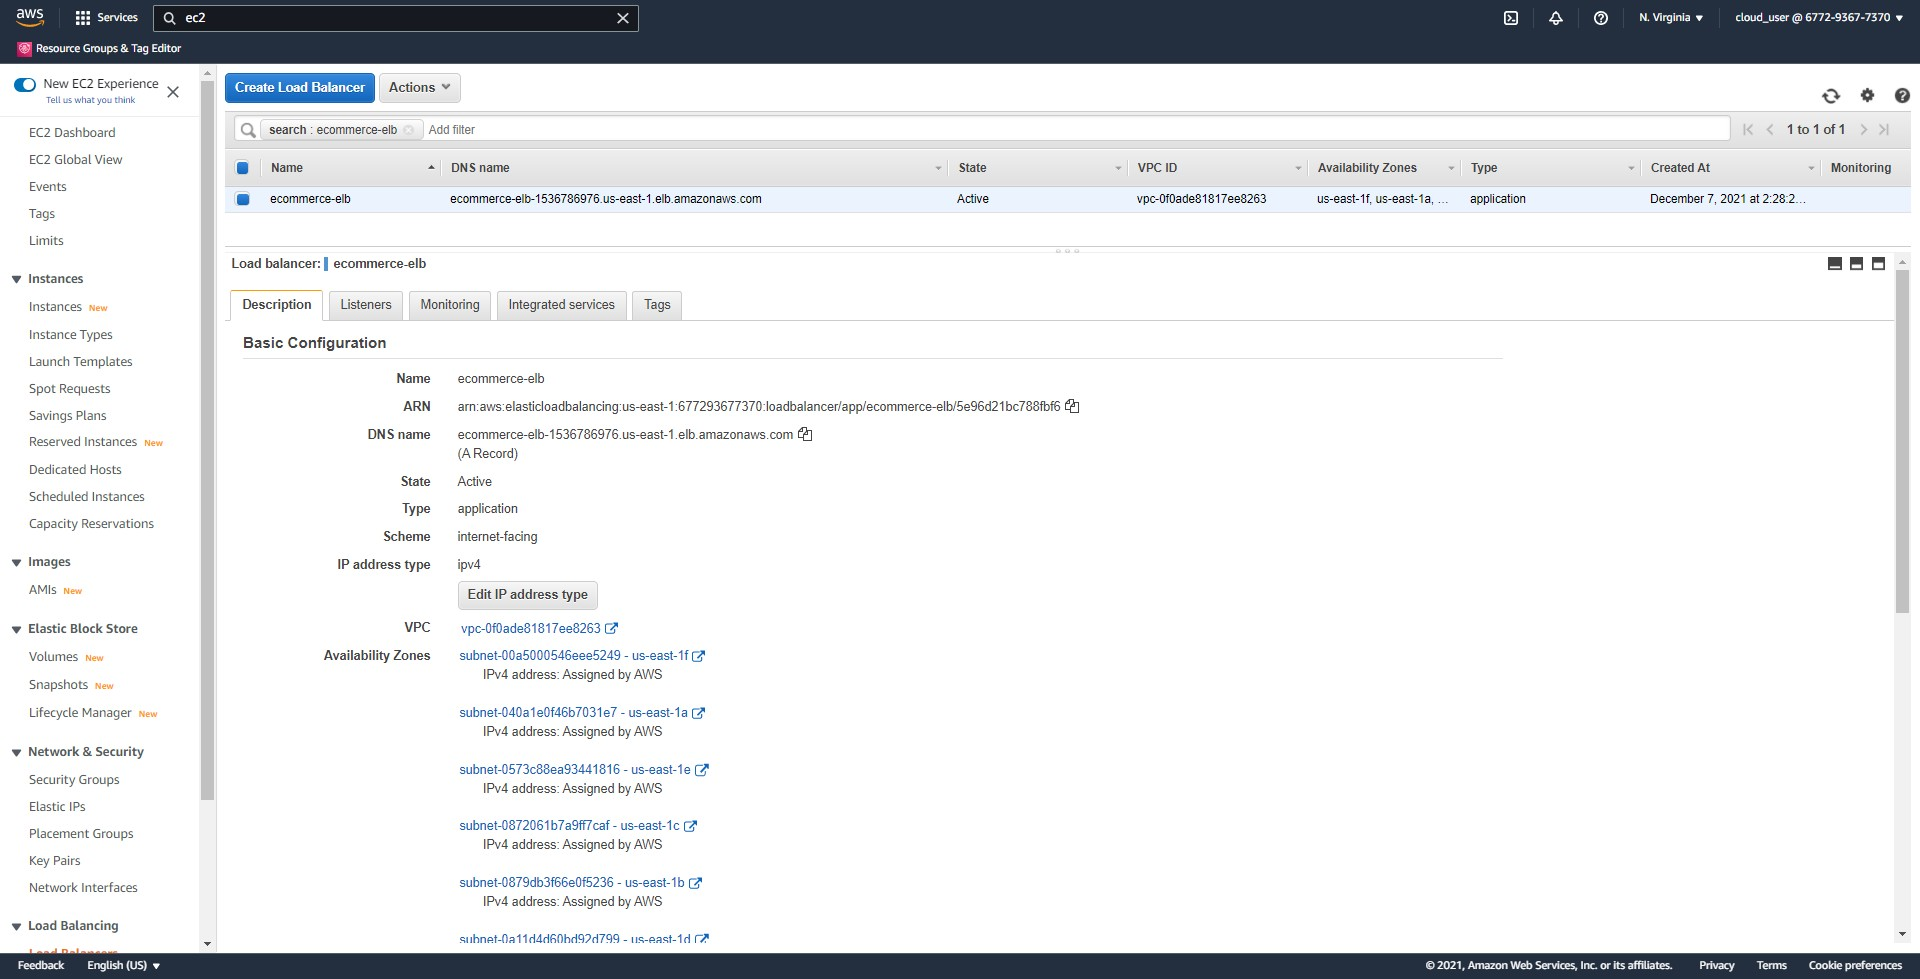 aws
Services
ec2
N. Virginia
cloud_user @ 6772-9367-7370
Resource Groups & Tag Editor
New EC2 Experience
Tell us what you think
EC2 Dashboard
EC2 Global View
Events
Tags
Limits
Instances
Instances New
Instance Types
Launch Templates
Spot Requests
Savings Plans
Reserved Instances New
Dedicated Hosts
Scheduled Instances
Capacity Reservations
Images
AMIs New
Elastic Block Store
Volumes New
Snapshots New
Lifecycle Manager New
Network & Security
Security Groups
Elastic IPs
Placement Groups
Key Pairs
Network Interfaces
Load Balancing
Load Balancers
Create Load Balancer Actions
search : ecommerce-elb Add filter
1 to 1 of 1
Name DNS name State VPC ID Availability Zones Type Created At Monitoring
ecommerce-elb ecommerce-elb-1536786976.us-east-1.elb.amazonaws.com Active vpc-0f0ade81817ee8263 us-east-1f, us-east-1a, ... application December 7, 2021 at 2:28:2...
Load balancer: ecommerce-elb
Description Listeners Monitoring Integrated services Tags
Basic Configuration
Name ecommerce-elb
ARN arn:aws:elasticloadbalancing:us-east-1:677293677370:loadbalancer/app/ecommerce-elb/5e96d21bc788fbf6
DNS name ecommerce-elb-1536786976.us-east-1.elb.amazonaws.com
(A Record)
State Active
Type application
Scheme internet-facing
IP address type ipv4
Edit IP address type
VPC vpc-0f0ade81817ee8263
Availability Zones subnet-00a5000546eee5249 - us-east-1f
IPv4 address: Assigned by AWS
subnet-040a1e0f46b7031e7 - us-east-1a
IPv4 address: Assigned by AWS
subnet-0573c88ea93441816 - us-east-1e
IPv4 address: Assigned by AWS
subnet-0872061b7a9ff7caf - us-east-1c
IPv4 address: Assigned by AWS
subnet-0879db3f66e0f5236 - us-east-1b
IPv4 address: Assigned by AWS
subnet-0a11d4d60bd92d799 - us-east-1d
Feedback English (US)
© 2021, Amazon Web Services, Inc. or its affiliates. Privacy Terms Cookie preferences